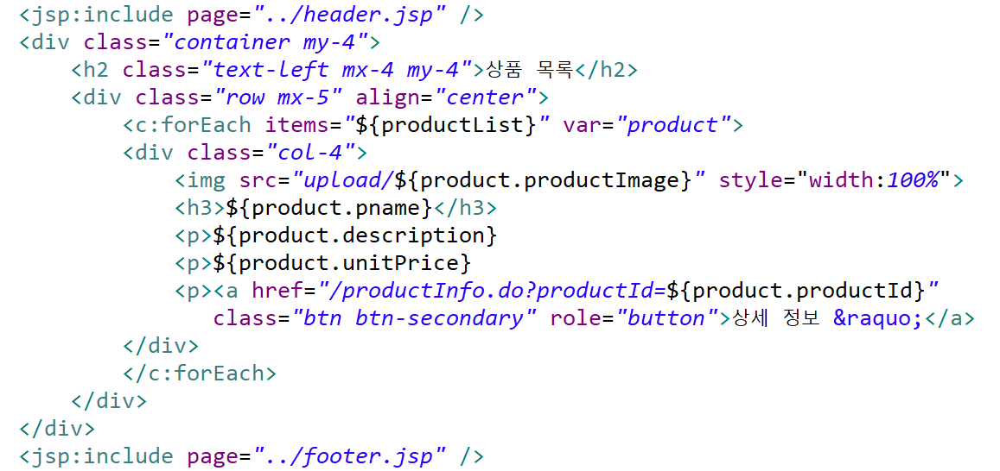 <jsp:include page="../header.jsp" />
<div class="container my-4">
    <h2 class="text-left mx-4 my-4">상품 목록</h2>
    <div class="row mx-5" align="center">
        <c:forEach items="${productList}" var="product">
        <div class="col-4">
            <img src="upload/${product.productImage}" style="width:100%">
            <h3>${product.pname}</h3>
            <p>${product.description}
            <p>${product.unitPrice}
            <p><a href="/productInfo.do?productId=${product.productId}"
               class="btn btn-secondary" role="button">상세 정보 &raquo;</a>
        </div>
        </c:forEach>
    </div>
</div>
<jsp:include page="../footer.jsp" />